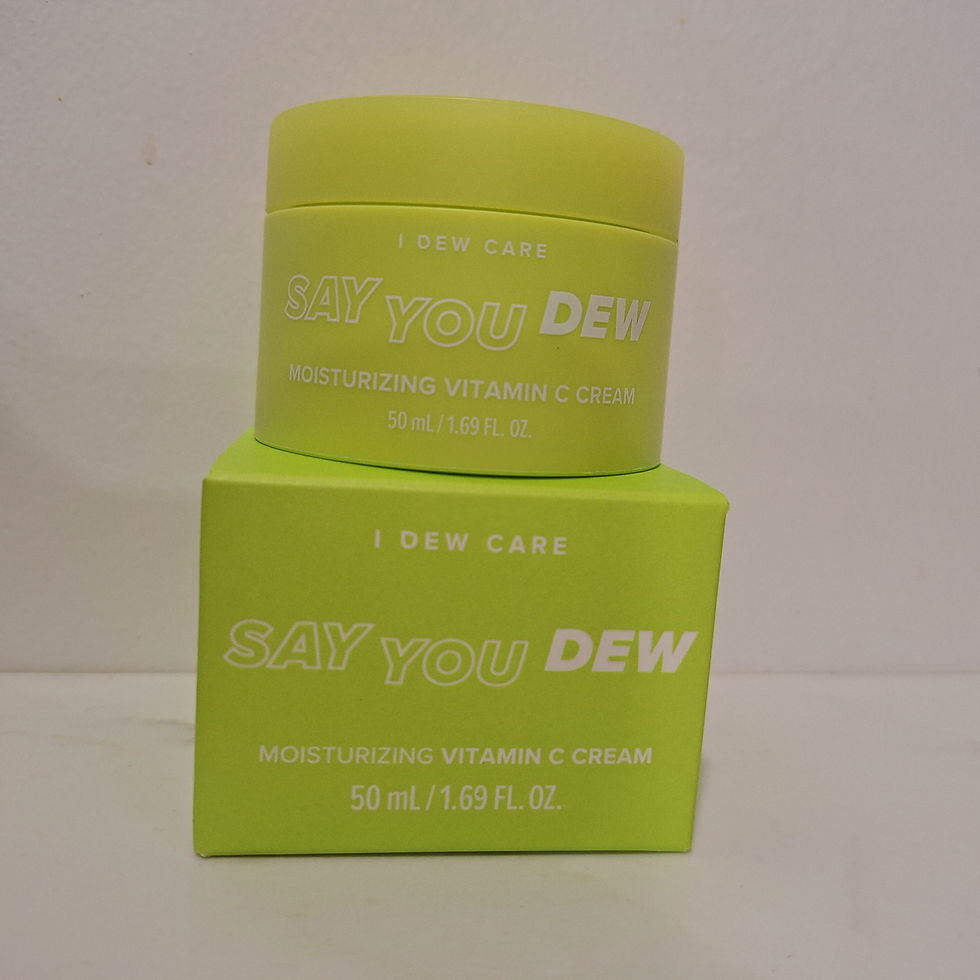 I DEW CARE
SAY YOU DEW
MOISTURIZING VITAMIN C CREAM
50 mL / 1.69 FL. OZ.
I DEW CARE
SAY YOU DEW
MOISTURIZING VITAMIN C CREAM
50 mL / 1.69 FL. OZ.